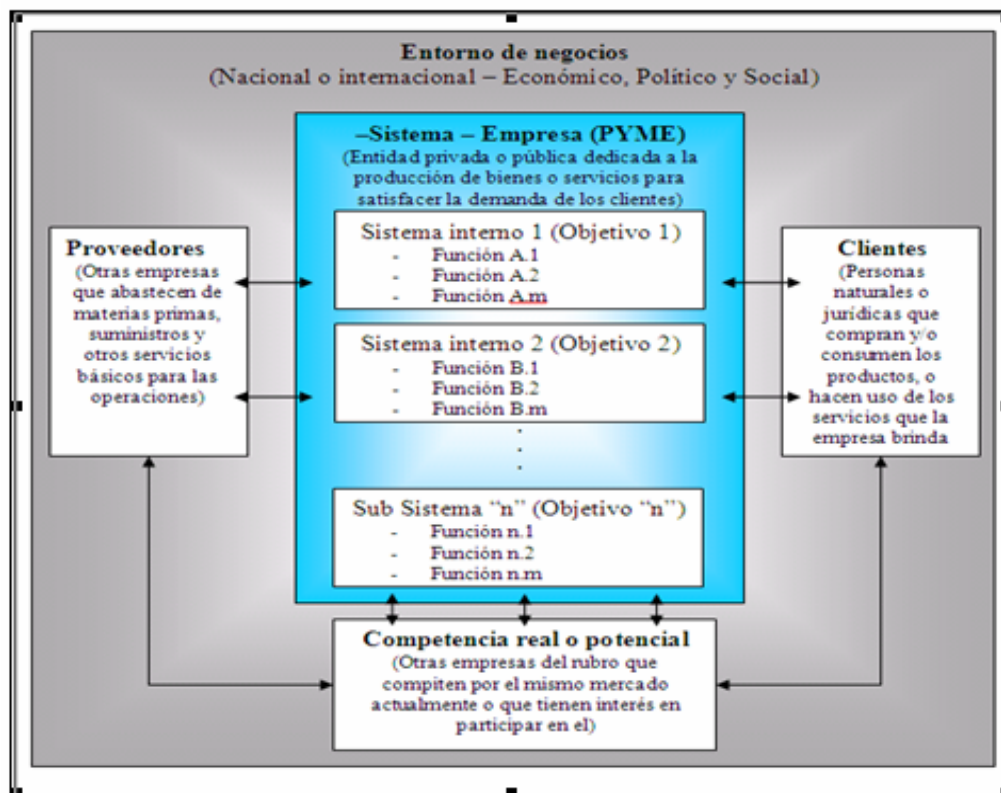 Entorno de negocios
(Nacional o internacional – Económico, Político y Social)
–Sistema – Empresa (PYME)
(Entidad privada o pública dedicada a la
producción de bienes o servicios para
satisfacer la demanda de los clientes)
Sistema interno 1 (Objetivo 1)
- Función A.1
- Función A.2
- Función A.m
Sistema interno 2 (Objetivo 2)
- Función B.1
- Función B.2
- Función B.m
.
.
.
Sub Sistema “n” (Objetivo “n”)
- Función n.1
- Función n.2
- Función n.m
Proveedores
(Otras empresas
que abastecen de
materias primas,
suministros y
otros servicios
básicos para las
operaciones)
Clientes
(Personas
naturales o
jurídicas que
compran y/o
consumen los
productos, o
hacen uso de los
servicios que la
empresa brinda
Competencia real o potencial
(Otras empresas del rubro que
compiten por el mismo mercado
actualmente o que tienen interés en
participar en el)